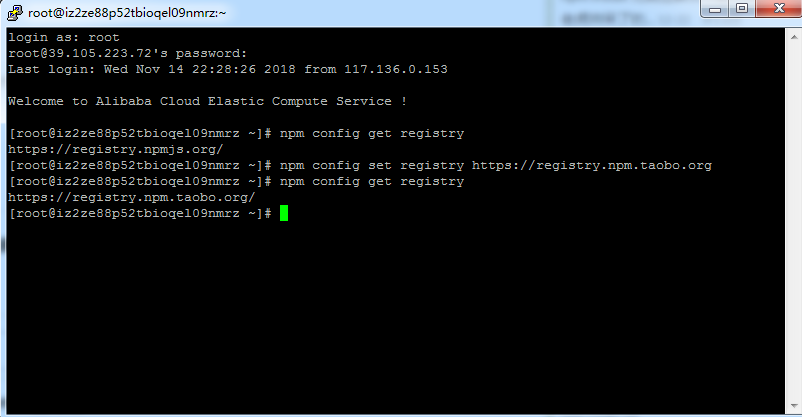 root@iz2ze88p52tbioqel09nmrz:~
login as: root
root@39.105.223.72's password:
Last login: Wed Nov 14 22:28:26 2018 from 117.136.0.153
Welcome to Alibaba Cloud Elastic Compute Service !
[root@iz2ze88p52tbioqel09nmrz ~]# npm config get registry
https://registry.npmjs.org/
[root@iz2ze88p52tbioqel09nmrz ~]# npm config set registry https://registry.npm.taobo.org
[root@iz2ze88p52tbioqel09nmrz ~]# npm config get registry
https://registry.npm.taobo.org/
[root@iz2ze88p52tbioqel09nmrz ~]#